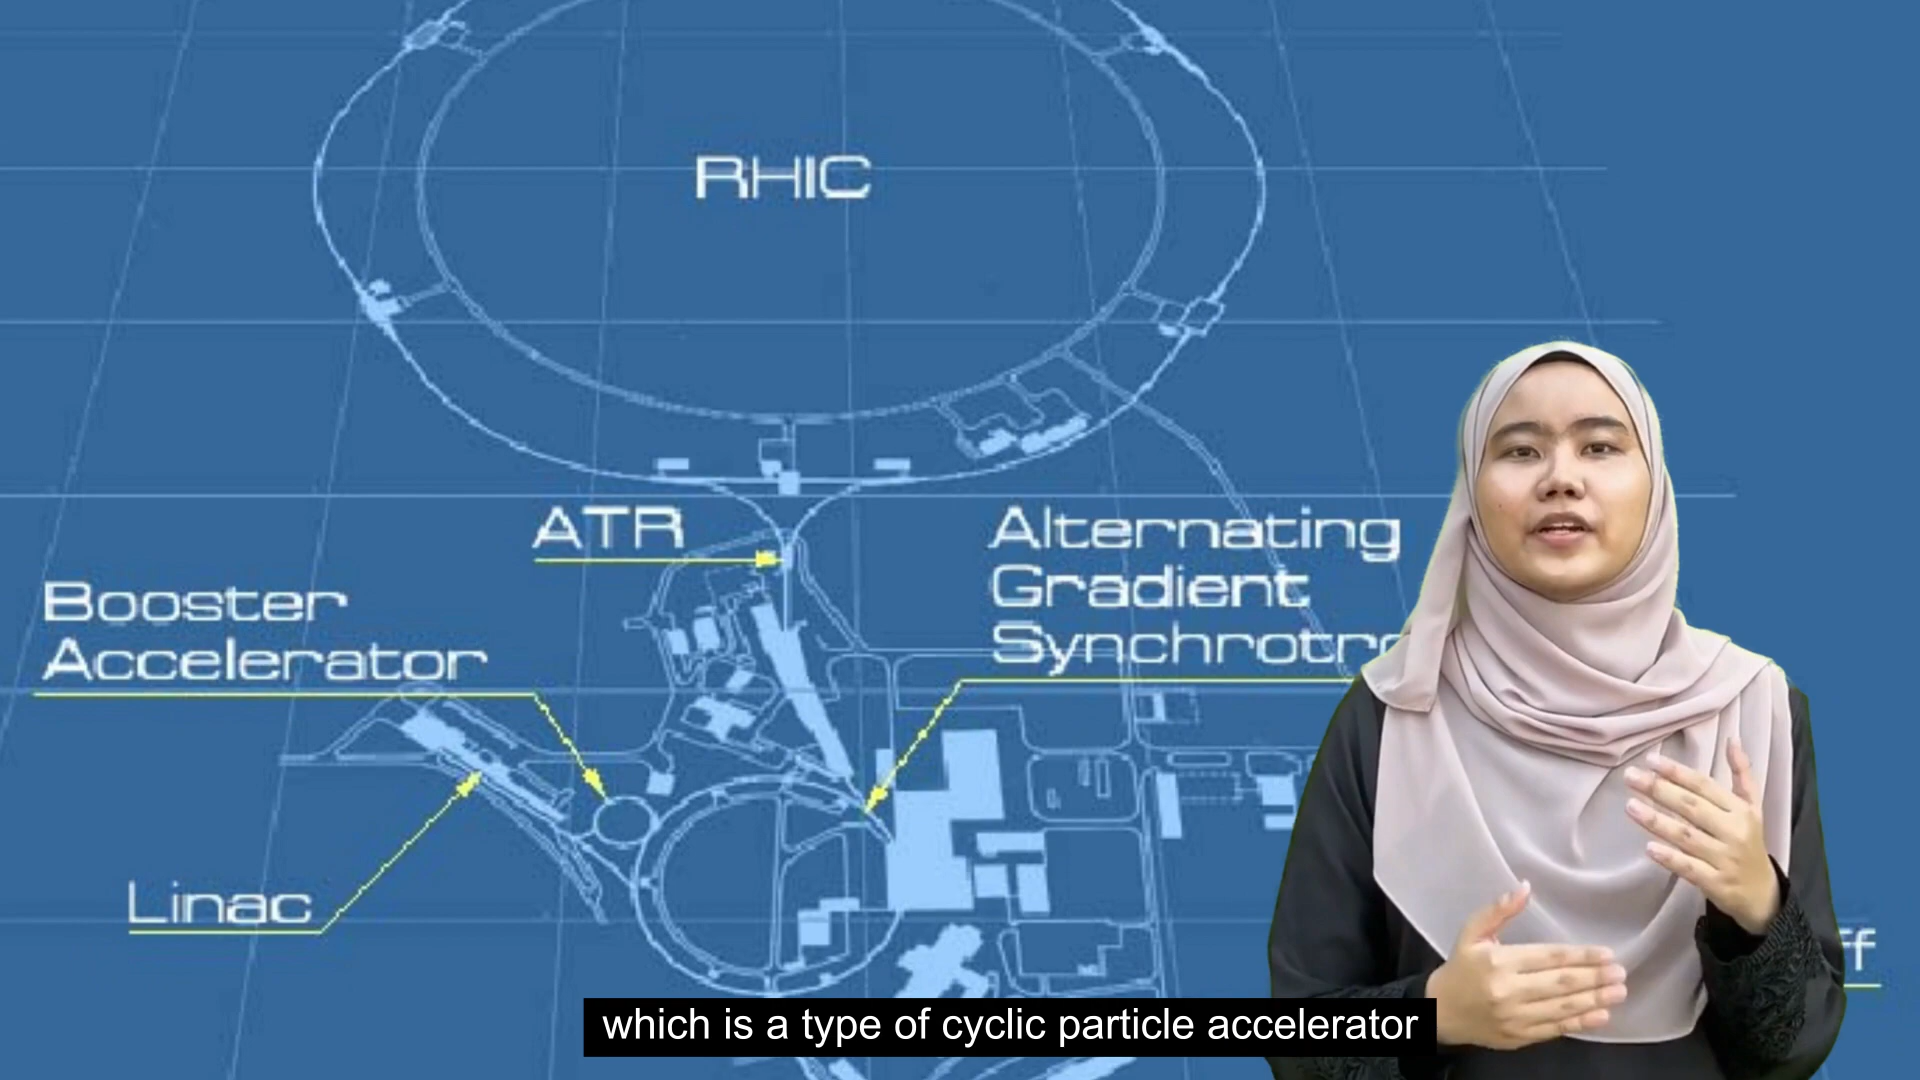 RHIC
ATR
Alternating
Gradient
Booster
Accelerator
Linac
which is a type of cyclic particle accelerator